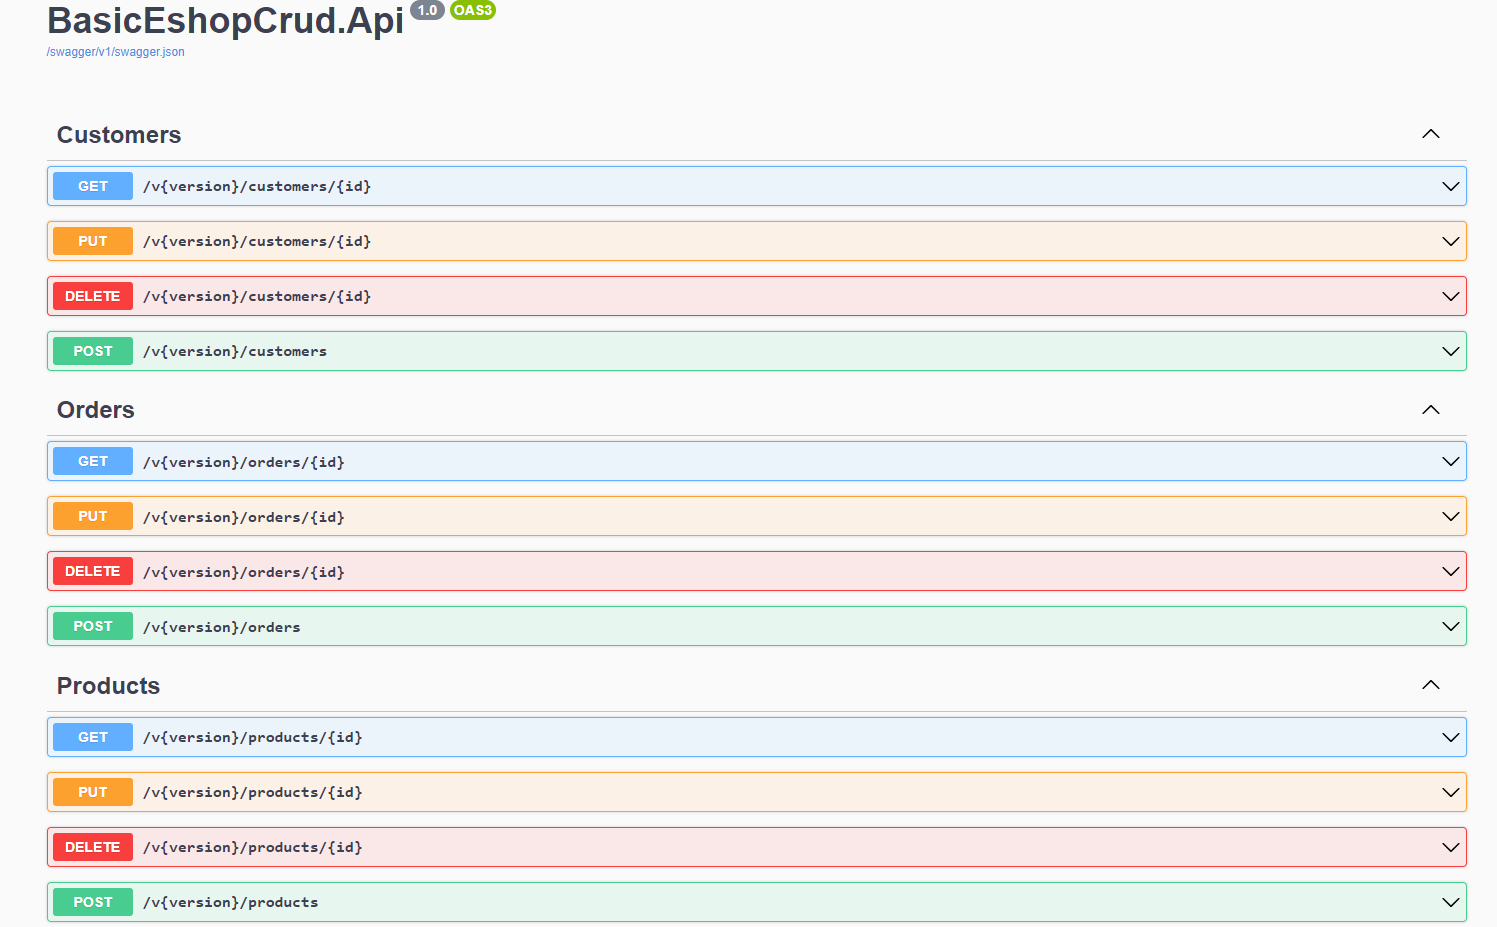 BasicEshopCrud.Api 1.0 OAS3
/swagger/v1/swagger.json
Customers
GET /v{version}/customers/{id}
PUT /v{version}/customers/{id}
DELETE /v{version}/customers/{id}
POST /v{version}/customers
Orders
GET /v{version}/orders/{id}
PUT /v{version}/orders/{id}
DELETE /v{version}/orders/{id}
POST /v{version}/orders
Products
GET /v{version}/products/{id}
PUT /v{version}/products/{id}
DELETE /v{version}/products/{id}
POST /v{version}/products